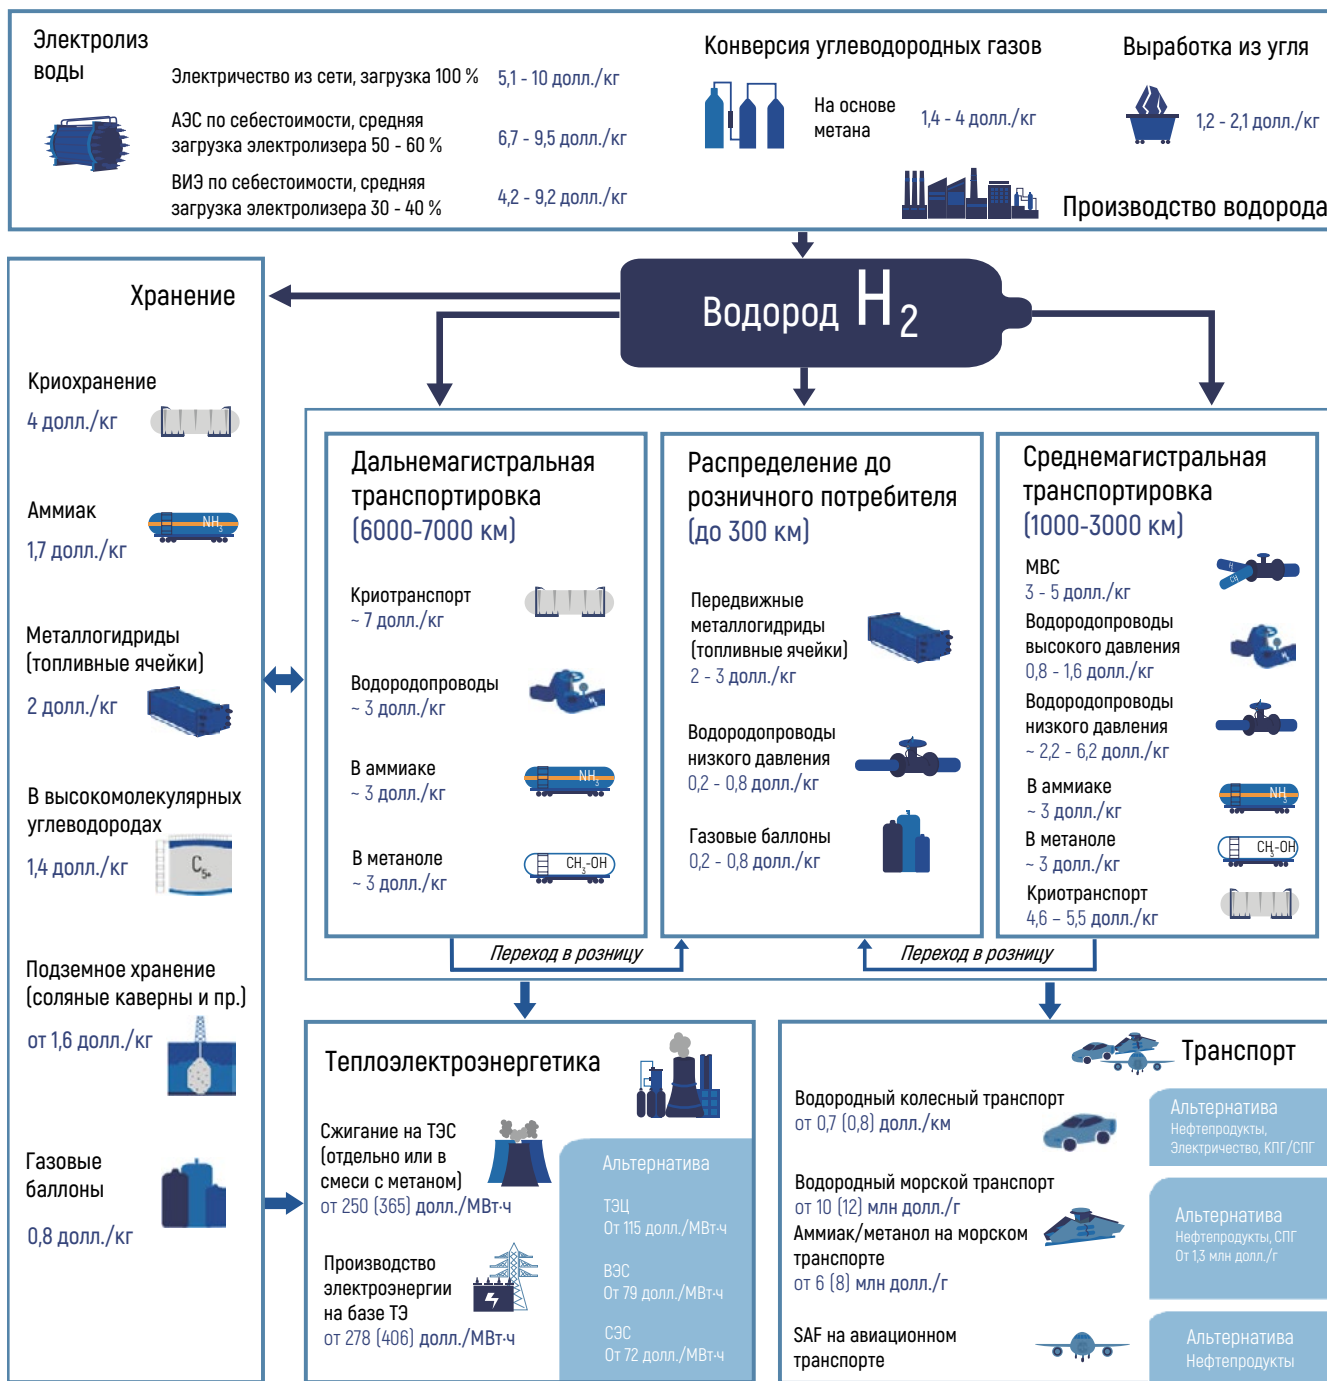 Электролиз
воды
Электричество из сети, загрузка 100 %
5,1 - 10 долл./кг
АЭС по себестоимости, средняя
загрузка электролизера 50 - 60 %
6,7 - 9,5 долл./кг
ВИЭ по себестоимости, средняя
загрузка электролизера 30 - 40 %
4,2 - 9,2 долл./кг
Конверсия углеводородных газов
На основе
метана
1,4 - 4 долл./кг
Выработка из угля
1,2 - 2,1 долл./кг
Производство водорода
Водород H2
Хранение
Криохранение
4 долл./кг
Аммиак
NH3
1,7 долл./кг
Металлогидриды
(топливные ячейки)
2 долл./кг
В высокомолекулярных
углеводородах
1,4 долл./кг
C5+
Подземное хранение
(соляные каверны и пр.)
от 1,6 долл./кг
Газовые
баллоны
0,8 долл./кг
Дальнемагистральная
транспортировка
(6000-7000 км)
Криотранспорт
~ 7 долл./кг
Водородопроводы
~ 3 долл./кг
H2
В аммиаке
~ 3 долл./кг
NH3
В метаноле
~ 3 долл./кг
CH3-OH
Распределение до
розничного потребителя
(до 300 км)
Передвижные
металлогидриды
(топливные ячейки)
2 - 3 долл./кг
Водородопроводы
низкого давления
0,2 - 0,8 долл./кг
Газовые баллоны
0,2 - 0,8 долл./кг
Среднемагистральная
транспортировка
(1000-3000 км)
МВС
3 - 5 долл./кг
Водородопроводы
высокого давления
0,8 - 1,6 долл./кг
Водородопроводы
низкого давления
~ 2,2 - 6,2 долл./кг
В аммиаке
~ 3 долл./кг
NH3
В метаноле
~ 3 долл./кг
CH3-OH
Криотранспорт
4,6 – 5,5 долл./кг
Переход в розницу
Переход в розницу
Теплоэлектроэнергетика
Сжигание на ТЭС
(отдельно или в
смеси с метаном)
от 250 (365) долл./МВт·ч
Производство
электроэнергии
на базе ТЭ
от 278 (406) долл./МВт·ч
Альтернатива
ТЭЦ
От 115 долл./МВт·ч
ВЭС
От 79 долл./МВт·ч
СЭС
От 72 долл./МВт·ч
Транспорт
Водородный колесный транспорт
от 0,7 (0,8) долл./км
Альтернатива
Нефтепродукты,
Электричество, КПГ/СПГ
Водородный морской транспорт
от 10 (12) млн долл./г
Аммиак/метанол на морском
транспорте
от 6 (8) млн долл./г
Альтернатива
Нефтепродукты, СПГ
От 1,3 млн долл./г
SAF на авиационном
транспорте
Альтернатива
Нефтепродукты